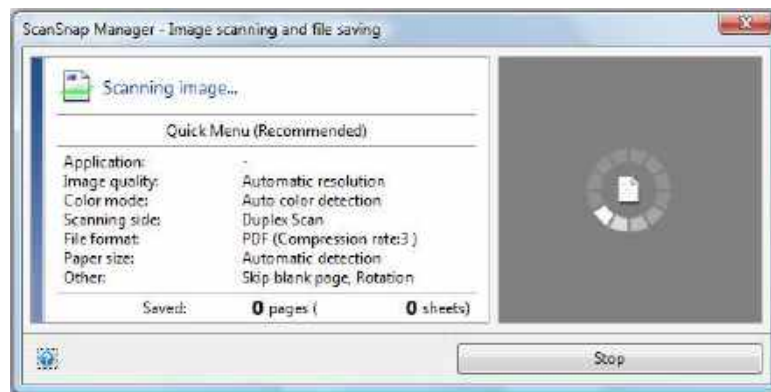 ScanSnap Manager - Image scanning and file saving
Scanning image...
Quick Menu (Recommended)
Application: -
Image quality: Automatic resolution
Color mode: Auto color detection
Scanning side: Duplex Scan
File format: PDF (Compression rate:3 )
Paper size: Automatic detection
Other: Skip blank page, Rotation
Saved: 0 pages ( 0 sheets)
Stop